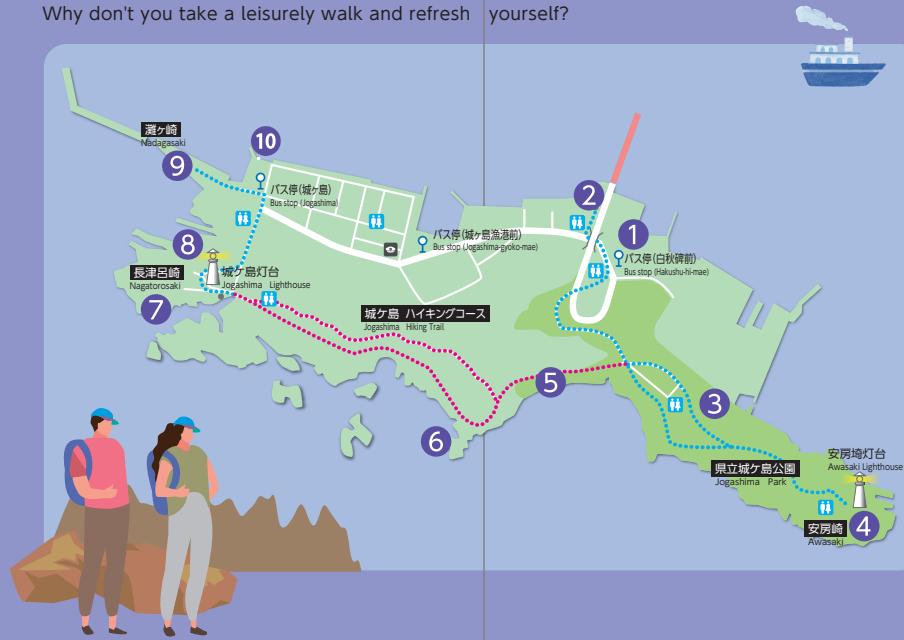 Why don't you take a leisurely walk and refresh yourself?
灘ヶ崎
Nadagasaki
10
9
バス停(城ヶ島)
Bus stop (Jogashima)
2
バス停(城ヶ島漁港前)
Bus stop (Jogashima-gyoko-mae)
1
バス停(白秋碑前)
Bus stop (Hakushu-hi-mae)
8
長津呂崎
Nagatorosaki
城ケ島灯台
Jogashima Lighthouse
7
城ケ島 ハイキングコース
Jogashima Hiking Trail
5
3
6
県立城ケ島公園
Jogashima Park
安房埼灯台
Awasaki Lighthouse
安房崎
Awasaki
4